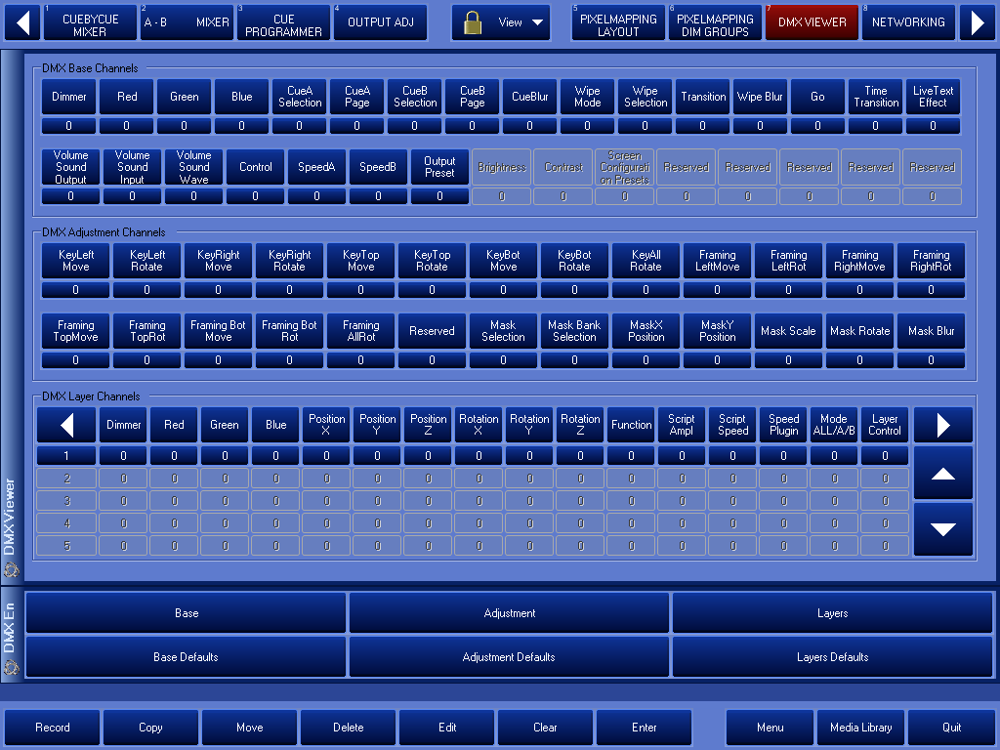 1 CUEBYCUE MIXER
2 A - B MIXER
3 CUE PROGRAMMER
4 OUTPUT ADJ
View
5 PIXELMAPPING LAYOUT
6 PIXELMAPPING DIM GROUPS
7 DMX VIEWER
8 NETWORKING
DMX Base Channels
Dimmer Red Green Blue CueA Selection CueA Page CueB Selection CueB Page CueBlur Wipe Mode Wipe Selection Transition Wipe Blur Go Time Transition LiveText Effect
0 0 0 0 0 0 0 0 0 0 0 0 0 0 0 0
Volume Sound Output Volume Sound Input Volume Sound Wave Control SpeedA SpeedB Output Preset Brightness Contrast Screen Configurati on Presets Reserved Reserved Reserved Reserved Reserved
0 0 0 0 0 0 0 0 0 0 0 0 0 0 0
DMX Adjustment Channels
KeyLeft Move KeyLeft Rotate KeyRight Move KeyRight Rotate KeyTop Move KeyTop Rotate KeyBot Move KeyBot Rotate KeyAll Rotate Framing LeftMove Framing LeftRot Framing RightMove Framing RightRot
0 0 0 0 0 0 0 0 0 0 0 0 0
Framing TopMove Framing TopRot Framing Bot Move Framing Bot Rot Framing AllRot Reserved Mask Selection Mask Bank Selection MaskX Position MaskY Position Mask Scale Mask Rotate Mask Blur
0 0 0 0 0 0 0 0 0 0 0 0 0
DMX Layer Channels
Dimmer Red Green Blue Position X Position Y Position Z Rotation X Rotation Y Rotation Z Function Script Ampl Script Speed Speed Plugin Mode ALL/A/B Layer Control
1 0 0 0 0 0 0 0 0 0 0 0 0 0 0 0 0
2 0 0 0 0 0 0 0 0 0 0 0 0 0 0 0 0
3 0 0 0 0 0 0 0 0 0 0 0 0 0 0 0 0
4 0 0 0 0 0 0 0 0 0 0 0 0 0 0 0 0
5 0 0 0 0 0 0 0 0 0 0 0 0 0 0 0 0
DMX Viewer
DMX En
Base Adjustment Layers
Base Defaults Adjustment Defaults Layers Defaults
Record Copy Move Delete Edit Clear Enter Menu Media Library Quit